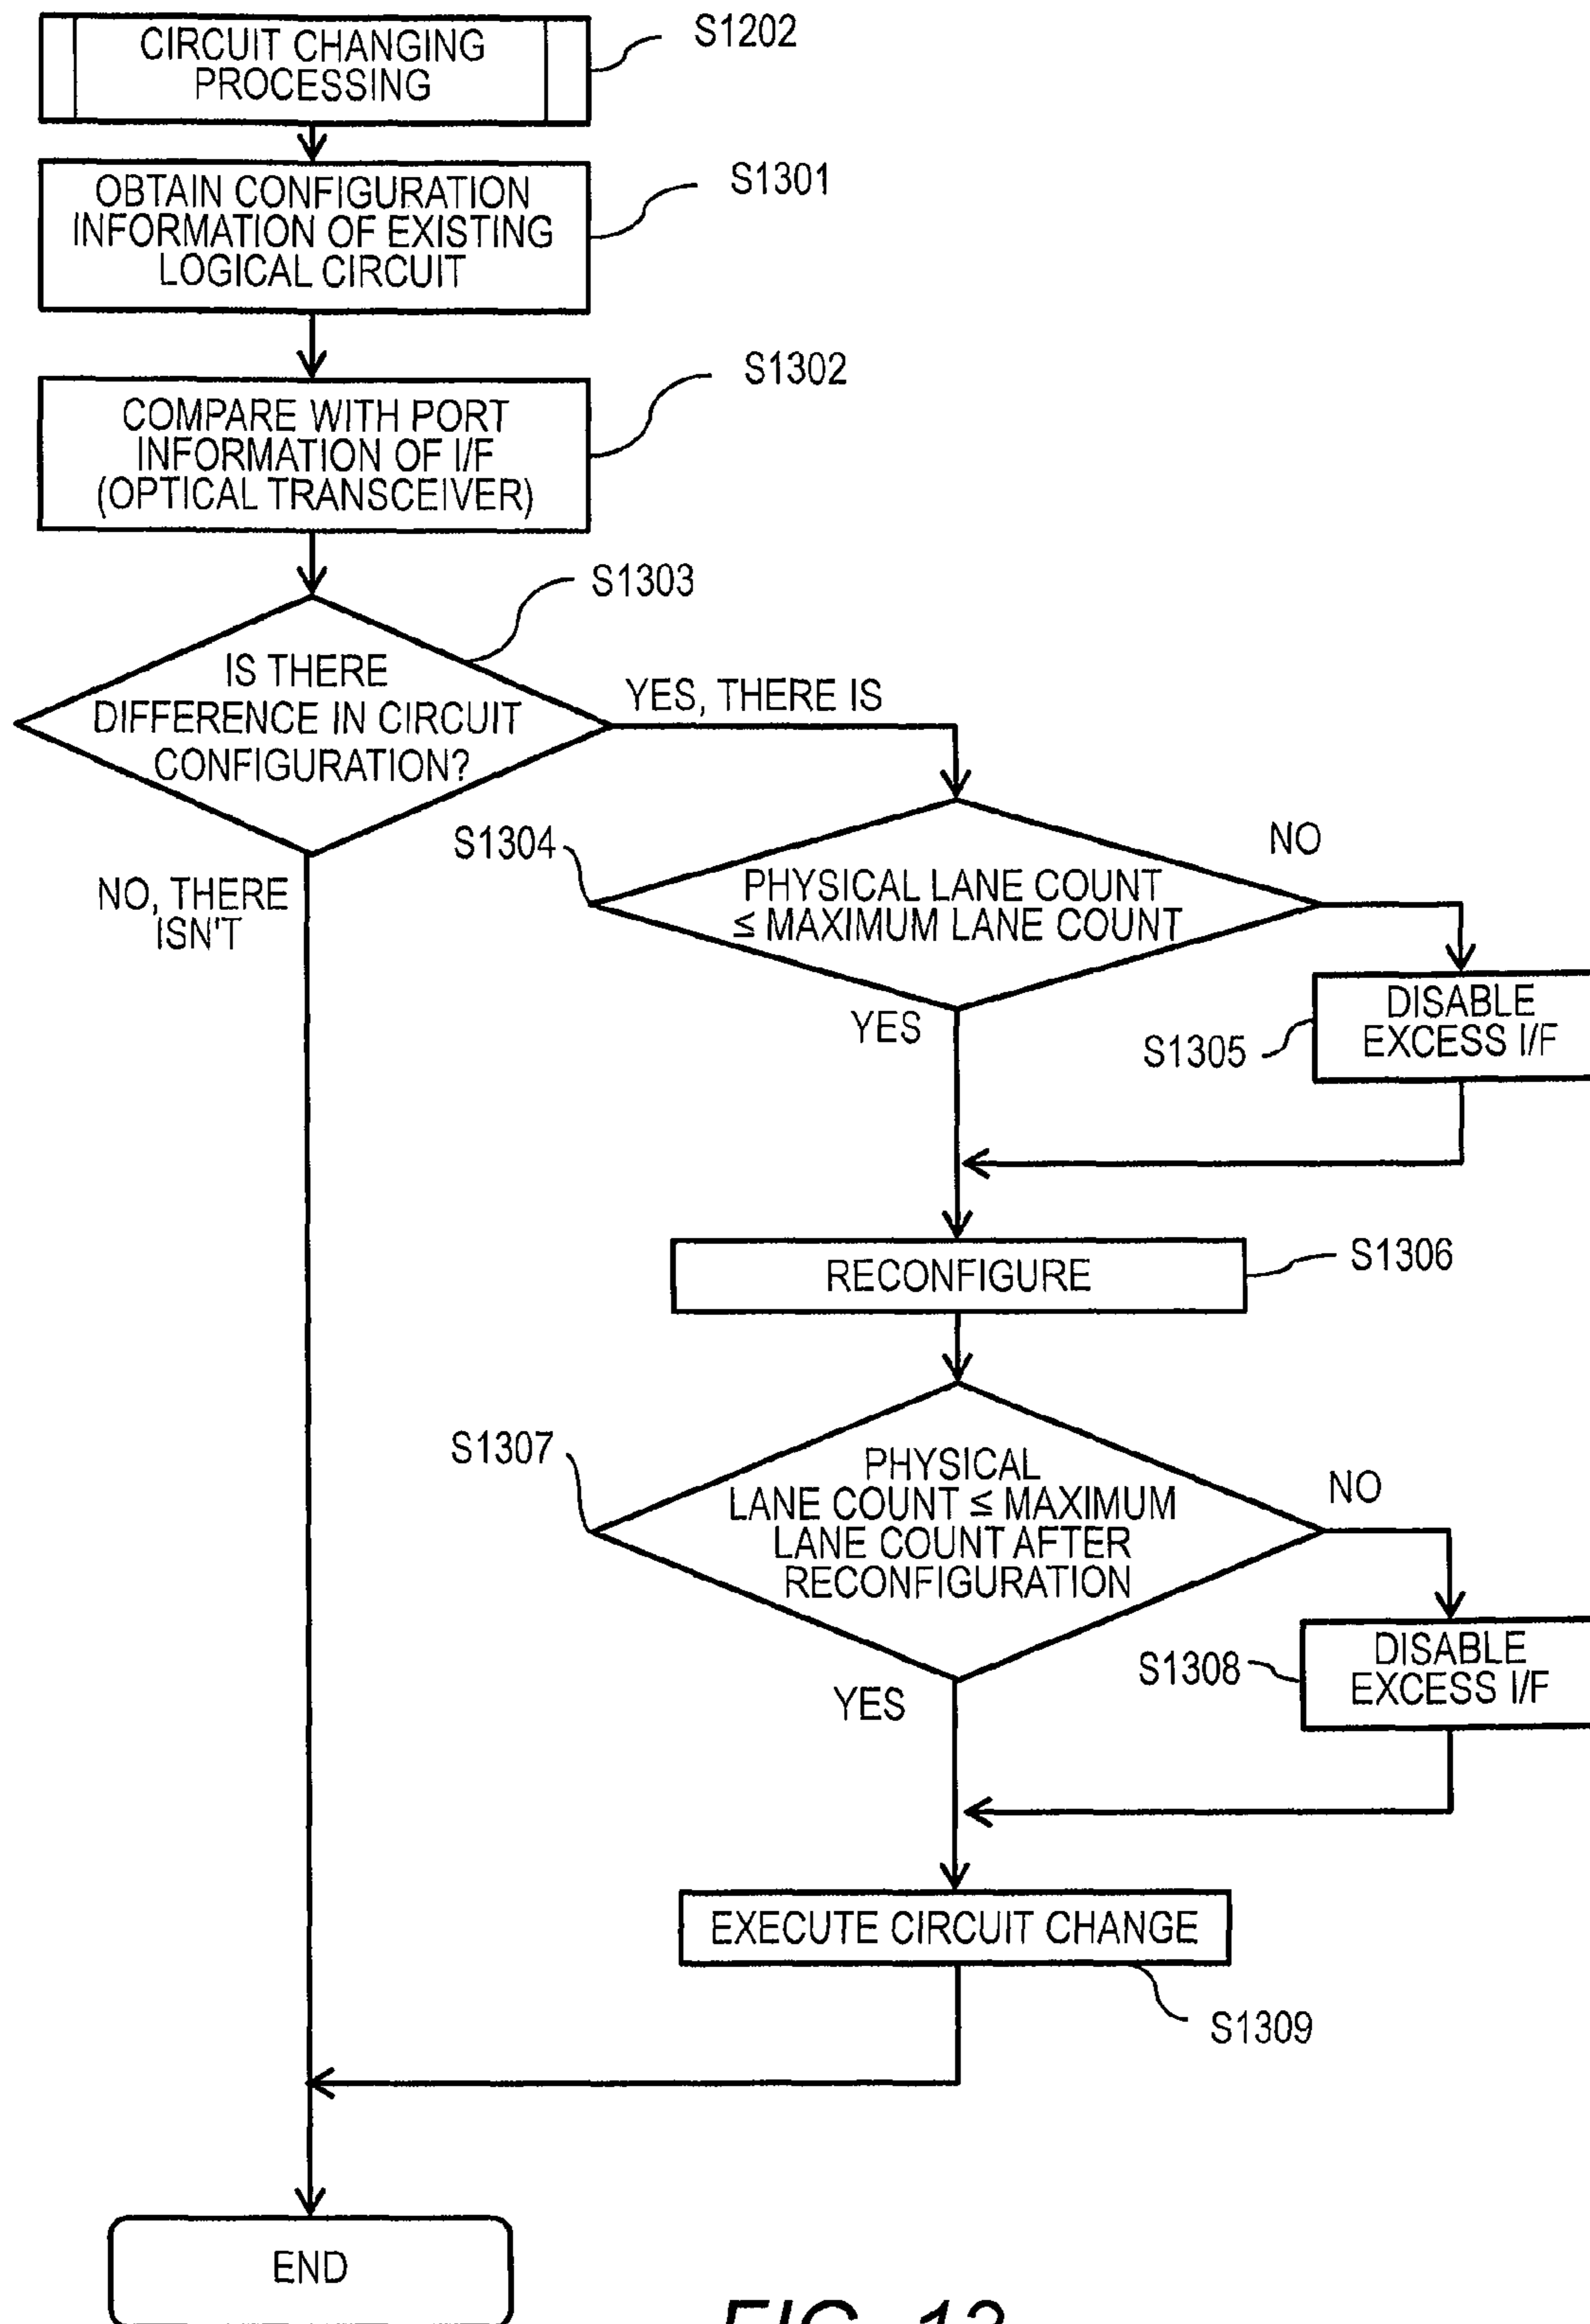 CIRCUIT CHANGING
PROCESSING
S1202
OBTAIN CONFIGURATION
INFORMATION OF EXISTING
LOGICAL CIRCUIT
S1301
COMPARE WITH PORT
INFORMATION OF I/F
(OPTICAL TRANSCEIVER)
S1302
IS THERE
DIFFERENCE IN CIRCUIT
CONFIGURATION?
S1303
YES, THERE IS
NO, THERE
ISN'T
S1304
PHYSICAL LANE COUNT
≤ MAXIMUM LANE COUNT
NO
YES
DISABLE
EXCESS I/F
S1305
RECONFIGURE
S1306
S1307
PHYSICAL
LANE COUNT ≤ MAXIMUM
LANE COUNT AFTER
RECONFIGURATION
NO
YES
DISABLE
EXCESS I/F
S1308
EXECUTE CIRCUIT CHANGE
S1309
END